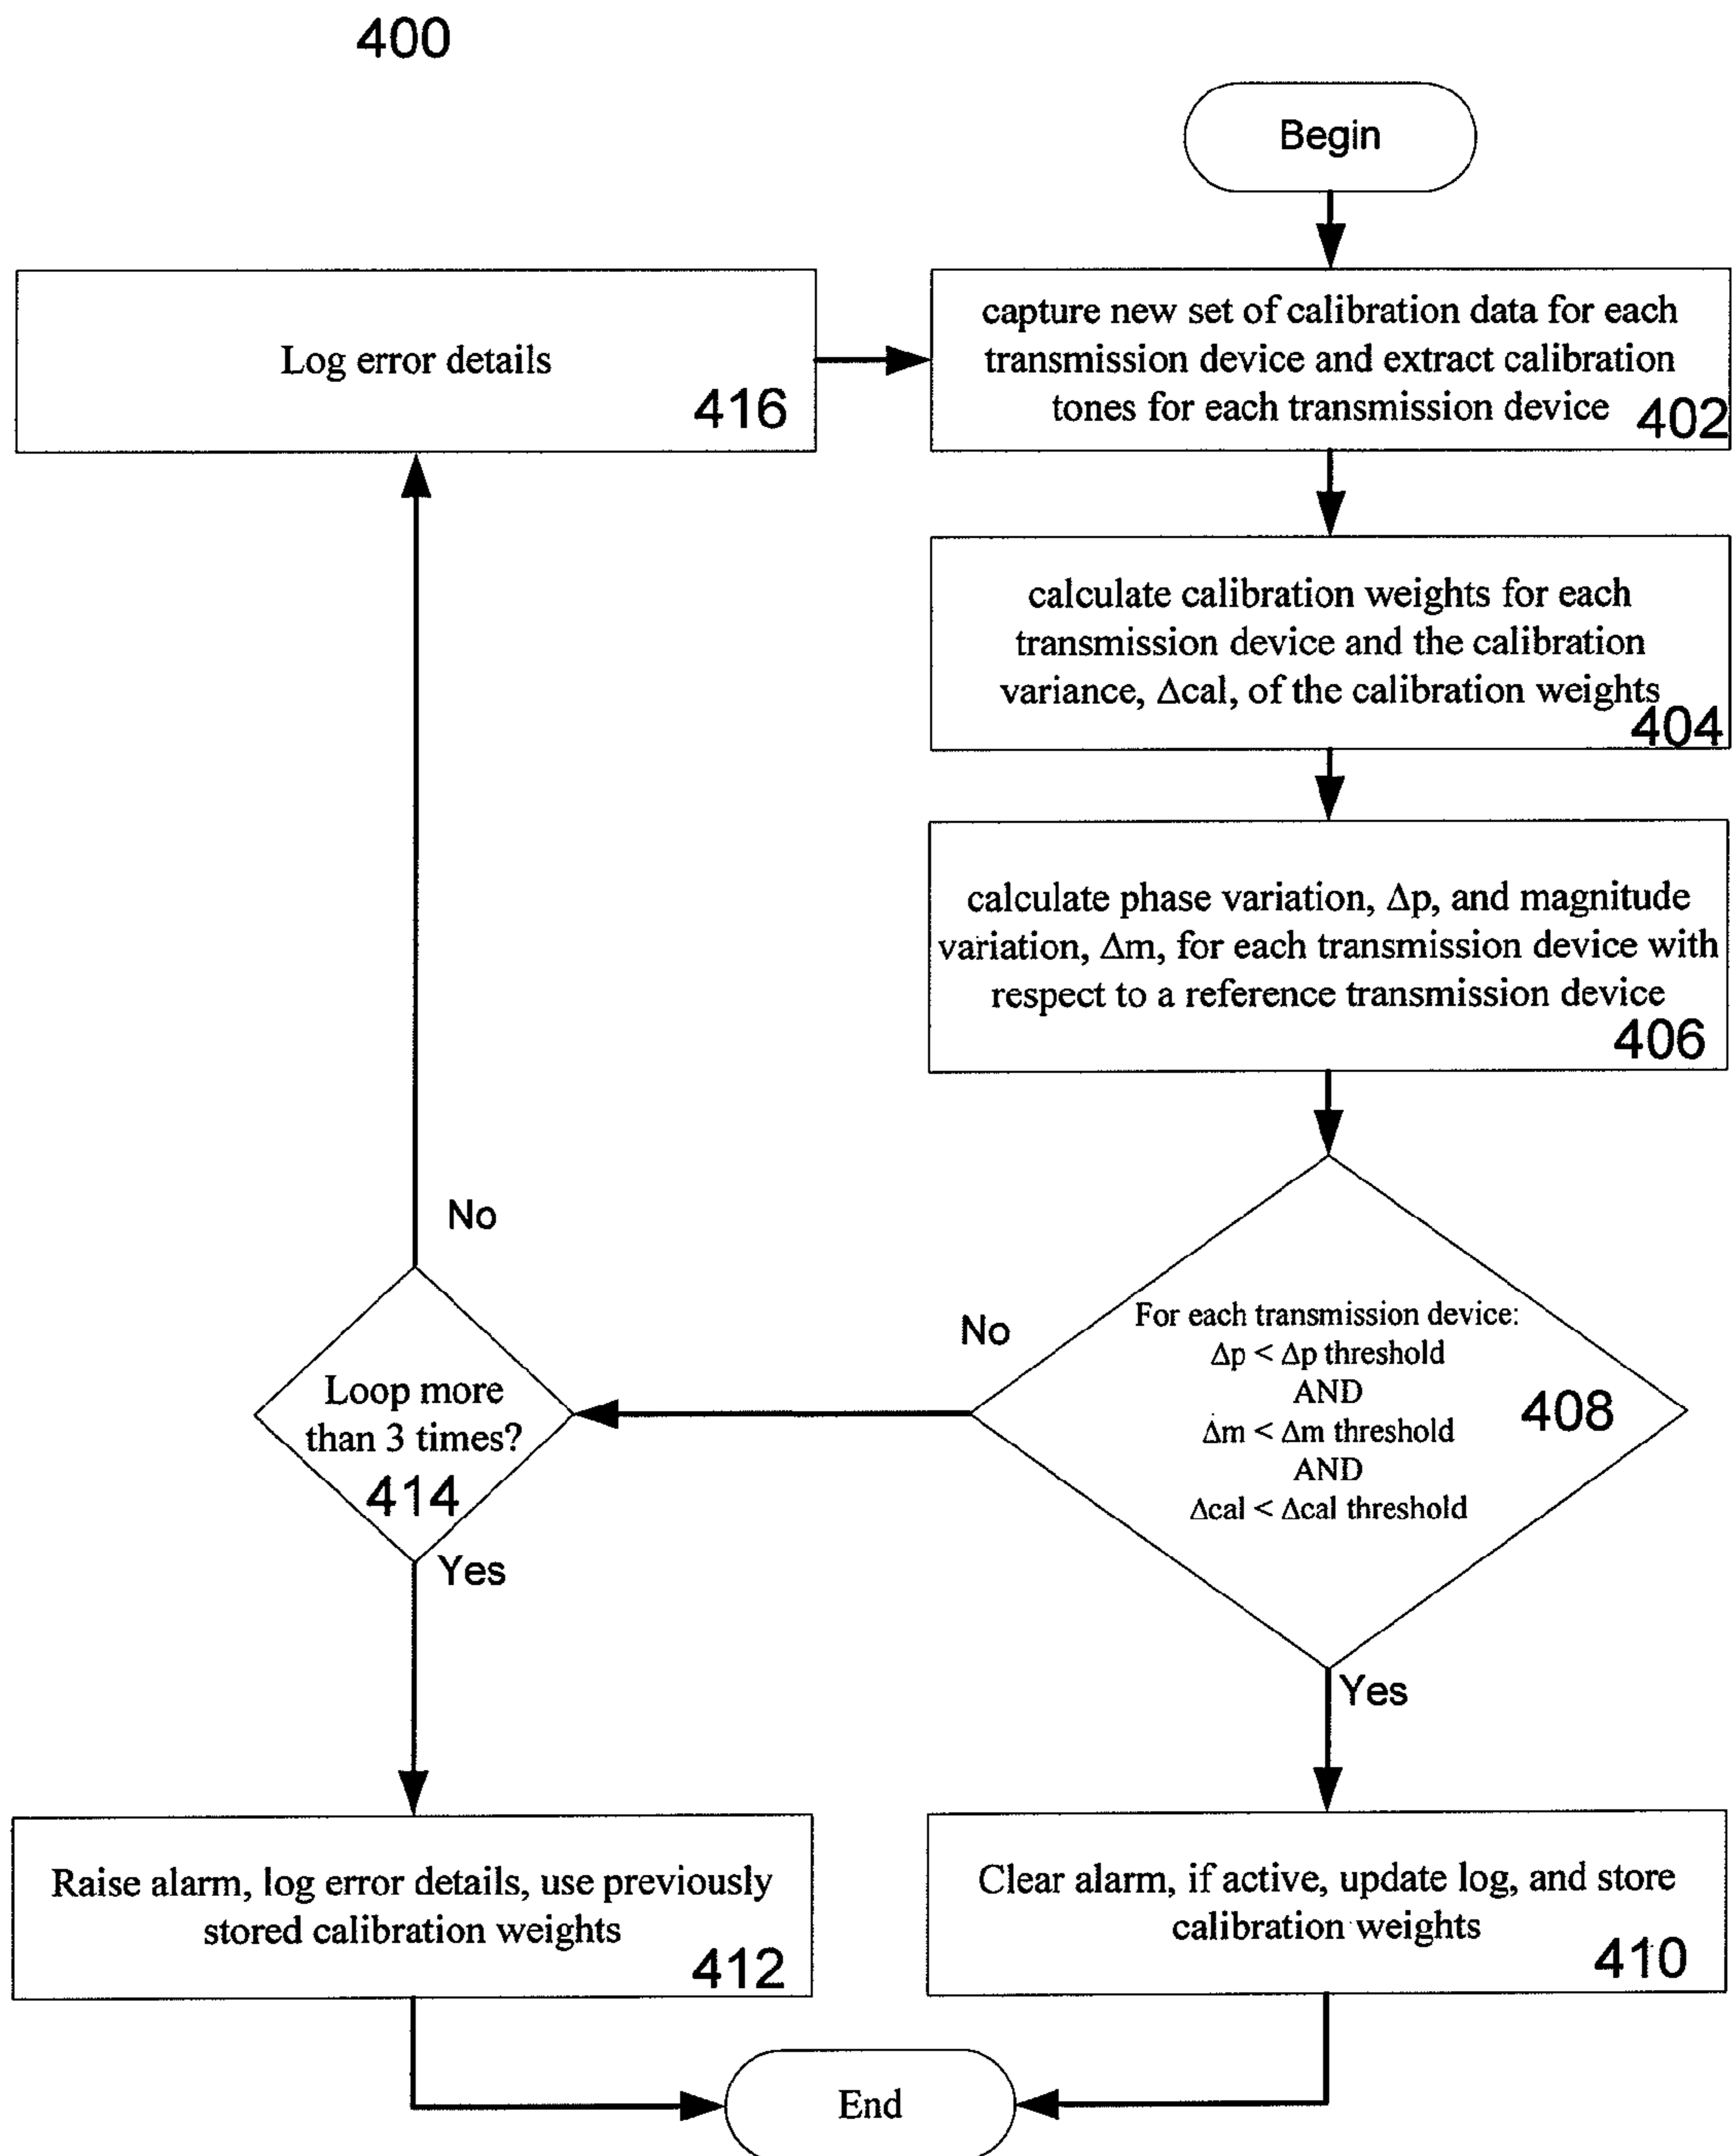 400
Begin
capture new set of calibration data for each
transmission device and extract calibration
tones for each transmission device
402
Log error details
416
calculate calibration weights for each
transmission device and the calibration
variance, Δcal, of the calibration weights
404
calculate phase variation, Δp, and magnitude
variation, Δm, for each transmission device with
respect to a reference transmission device
406
For each transmission device:
Δp < Δp threshold
AND
Δm < Δm threshold
AND
Δcal < Δcal threshold
408
No
Yes
Loop more
than 3 times?
414
No
Yes
Raise alarm, log error details, use previously
stored calibration weights
412
Clear alarm, if active, update log, and store
calibration weights
410
End